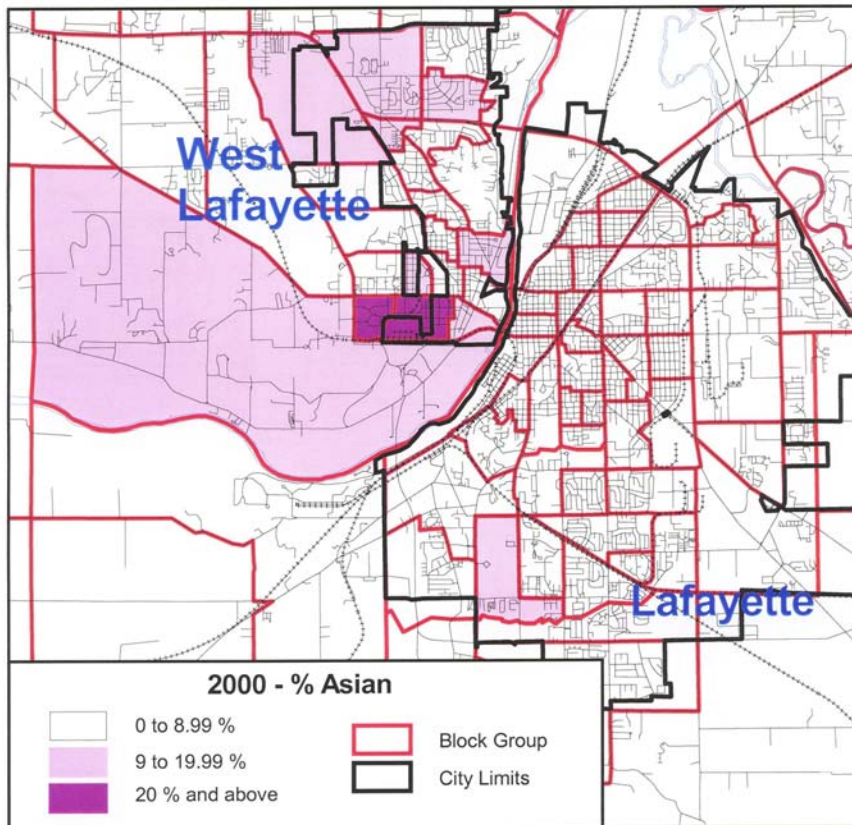 West
Lafayette
Lafayette
2000 - % Asian
0 to 8.99 %
9 to 19.99 %
20 % and above
Block Group
City Limits